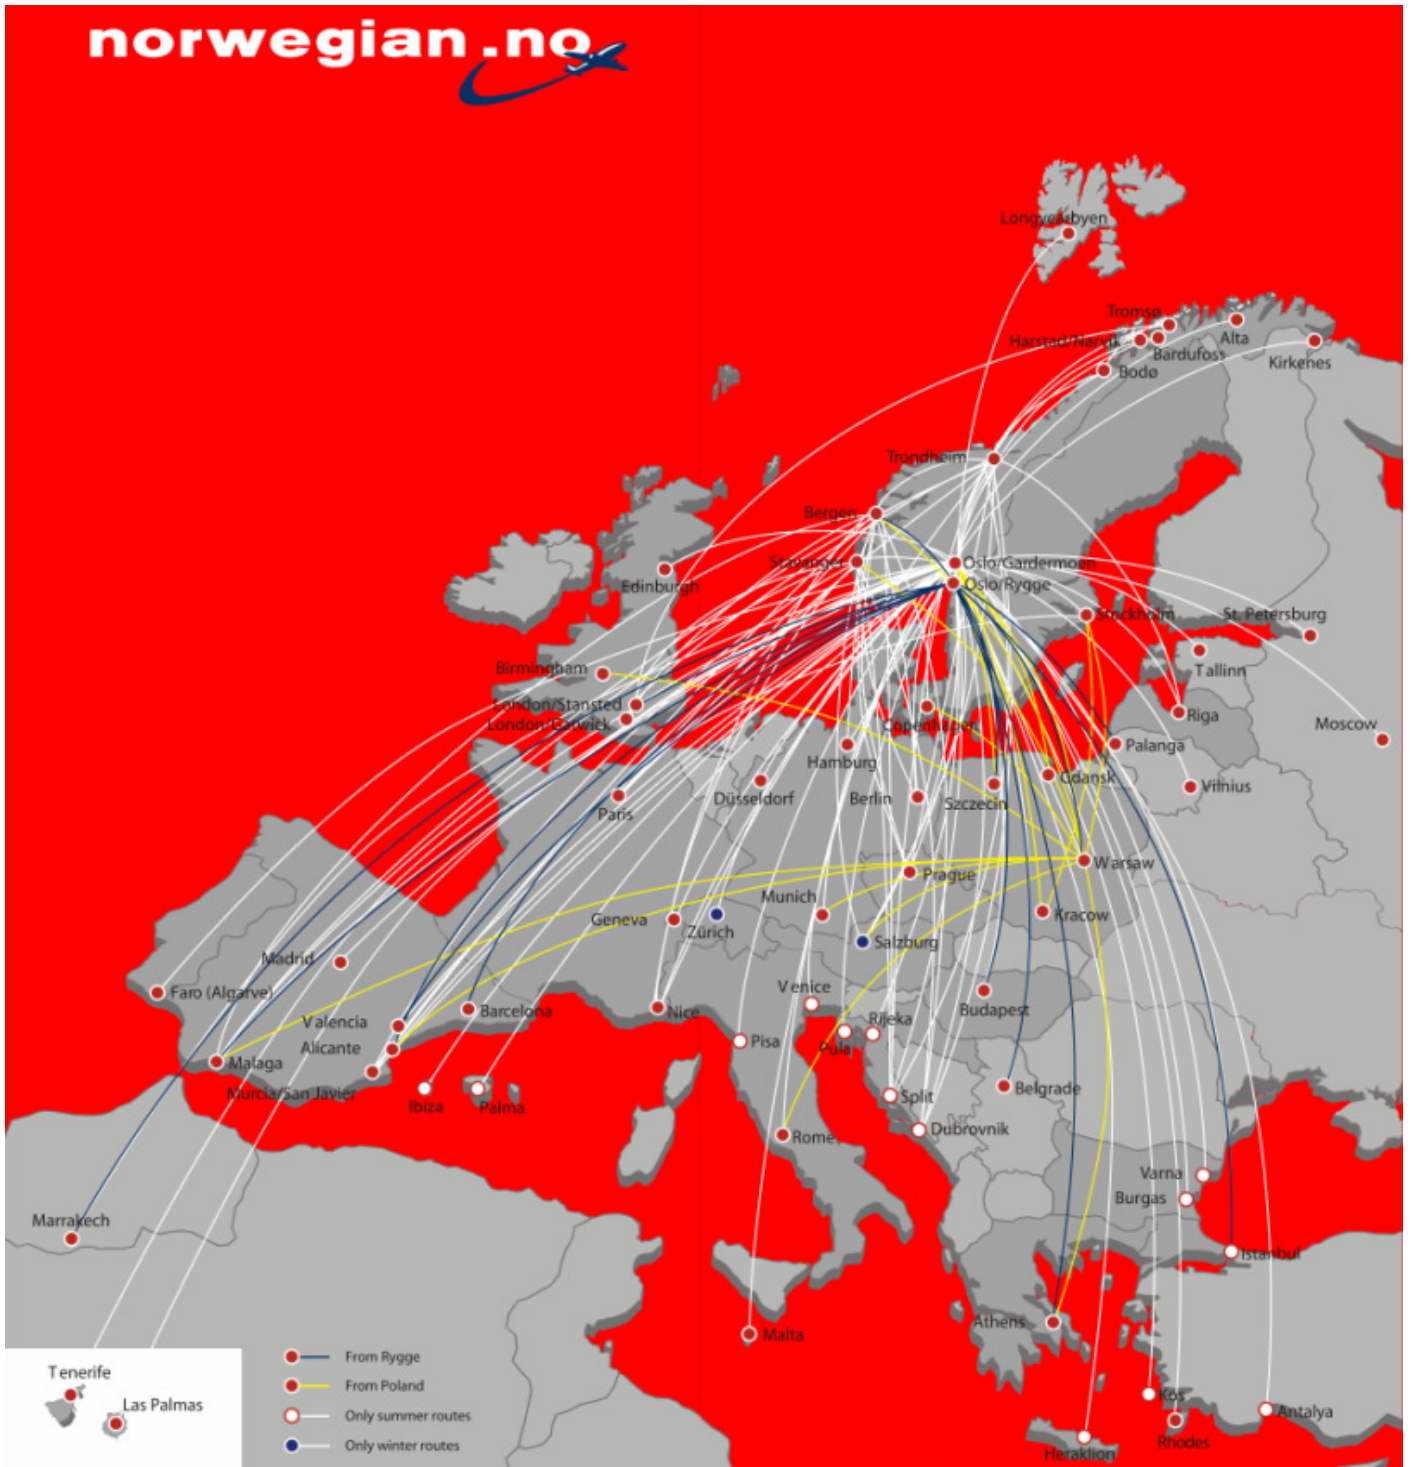 norwegian.no
Longyearbyen
Tromsø
Harstad/Narvik
Bardufoss
Alta
Kirkenes
Bodø
Trondheim
Bergen
Stavanger
Oslo/Gardermoen
Oslo/Rygge
Edinburgh
Stockholm
St. Petersburg
Tallinn
Birmingham
London/Stansted
London/Gatwick
Copenhagen
Riga
Moscow
Palanga
Hamburg
Düsseldorf
Berlin
Szczecin
Gdansk
Vilnius
Paris
Warsaw
Prague
Munich
Geneva
Zürich
Salzburg
Kracow
Madrid
Faro (Algarve)
Venice
Budapest
Barcelona
Nice
Valencia
Rijeka
Alicante
Pisa
Pula
Malaga
Murcia/San Javier
Ibiza
Palma
Split
Belgrade
Rome
Dubrovnik
Varna
Burgas
Marrakech
Istanbul
Athens
Malta
Tenerife
Las Palmas
Kos
Antalya
Rhodes
Heraklion
From Rygge
From Poland
Only summer routes
Only winter routes